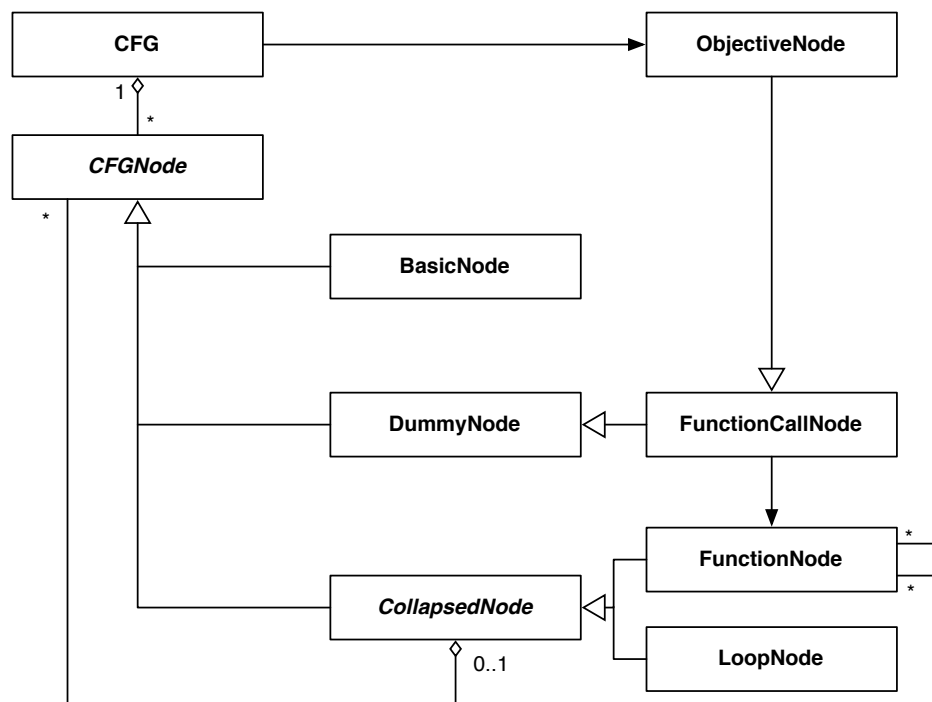 CFG
ObjectiveNode
1
*
CFGNode
*
BasicNode
DummyNode
FunctionCallNode
*
FunctionNode
*
CollapsedNode
0..1
LoopNode